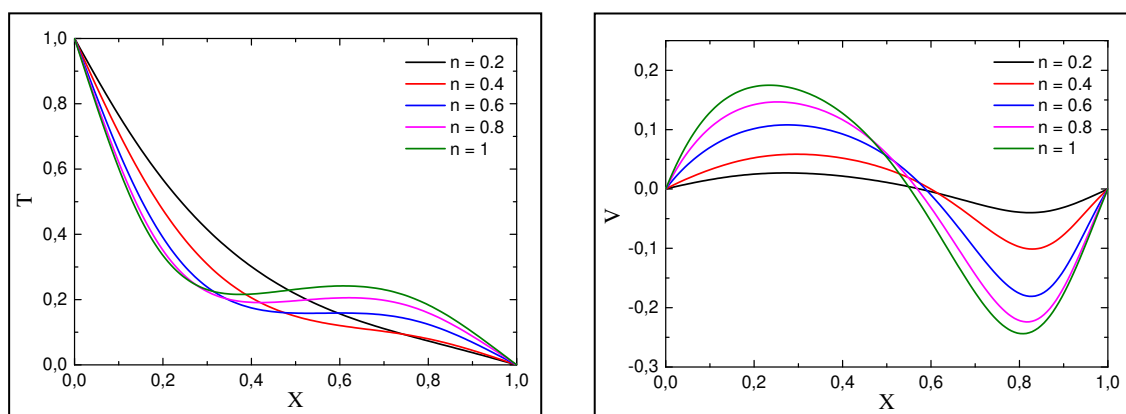 1,0
0,8
0,6
0,4
0,2
0,0
T
n = 0.2
n = 0.4
n = 0.6
n = 0.8
n = 1
0,0 0,2 0,4 0,6 0,8 1,0
X
0,2
0,1
0,0
-0,1
-0,2
-0,3
V
n = 0.2
n = 0.4
n = 0.6
n = 0.8
n = 1
0,0 0,2 0,4 0,6 0,8 1,0
X